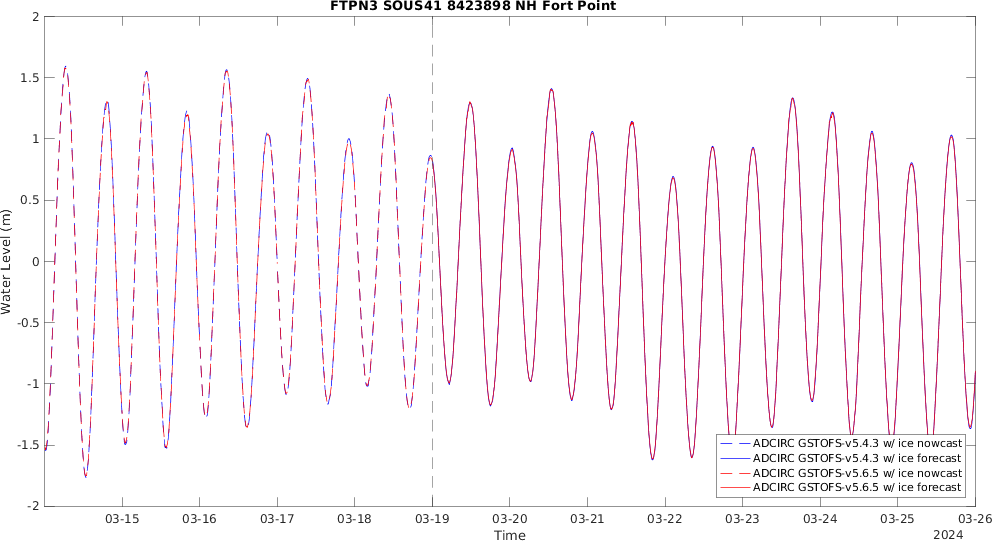 FTPN3 SOUS41 8423898 NH Fort Point
2
1.5
1
0.5
0
-0.5
-1
-1.5
-2
Water Level (m)
ADCIRC GSTOFS-v5.4.3 w/ ice nowcast
ADCIRC GSTOFS-v5.4.3 w/ ice forecast
ADCIRC GSTOFS-v5.6.5 w/ ice nowcast
ADCIRC GSTOFS-v5.6.5 w/ ice forecast
03-15 03-16 03-17 03-18 03-19 03-20 03-21 03-22 03-23 03-24 03-25 03-26
Time
2024